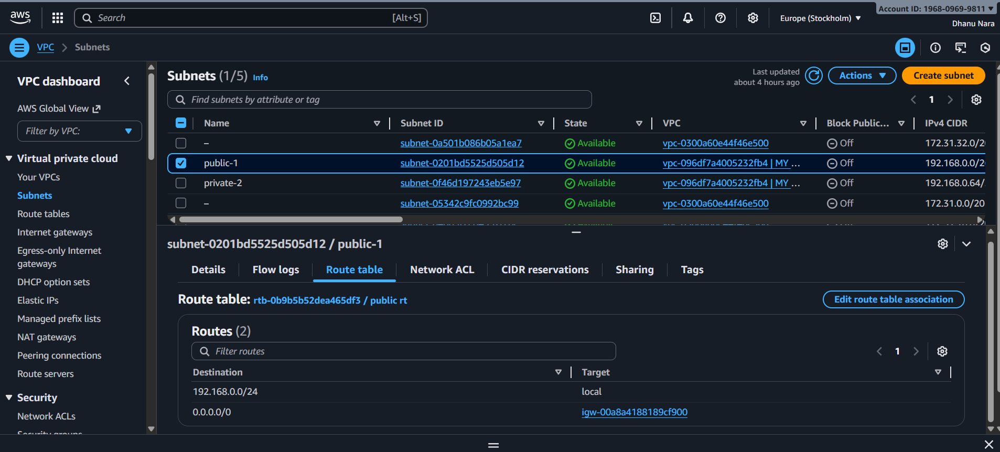 aws
Search [Alt+S]
Europe (Stockholm)
Account ID: 1968-0969-9811
Dhanu Nara
VPC Subnets
VPC dashboard
AWS Global View
Filter by VPC:
Virtual private cloud
Your VPCs
Subnets
Route tables
Internet gateways
Egress-only Internet
gateways
DHCP option sets
Elastic IPs
Managed prefix lists
NAT gateways
Peering connections
Route servers
Security
Network ACLs
Security groups
Subnets (1/5) Info
Last updated
about 4 hours ago
Actions
Create subnet
Find subnets by attribute or tag
1
Name Subnet ID State VPC Block Public... IPv4 CIDR
– subnet-0a501b086b05a1ea7 Available vpc-0300a60e44f46e500 Off 172.31.32.0/20
public-1 subnet-0201bd5525d505d12 Available vpc-096df7a4005232fb4 | MY ... Off 192.168.0.0/2
private-2 subnet-0f46d197243eb5e97 Available vpc-096df7a4005232fb4 | MY ... Off 192.168.0.64/
– subnet-05342c9fc0992bc99 Available vpc-0300a60e44f46e500 Off 172.31.0.0/20
subnet-0201bd5525d505d12 / public-1
Details Flow logs Route table Network ACL CIDR reservations Sharing Tags
Route table: rtb-0b9b5b52dea465df3 / public rt
Edit route table association
Routes (2)
Filter routes
1
Destination Target
192.168.0.0/24 local
0.0.0.0/0 igw-00a8a4188189cf900